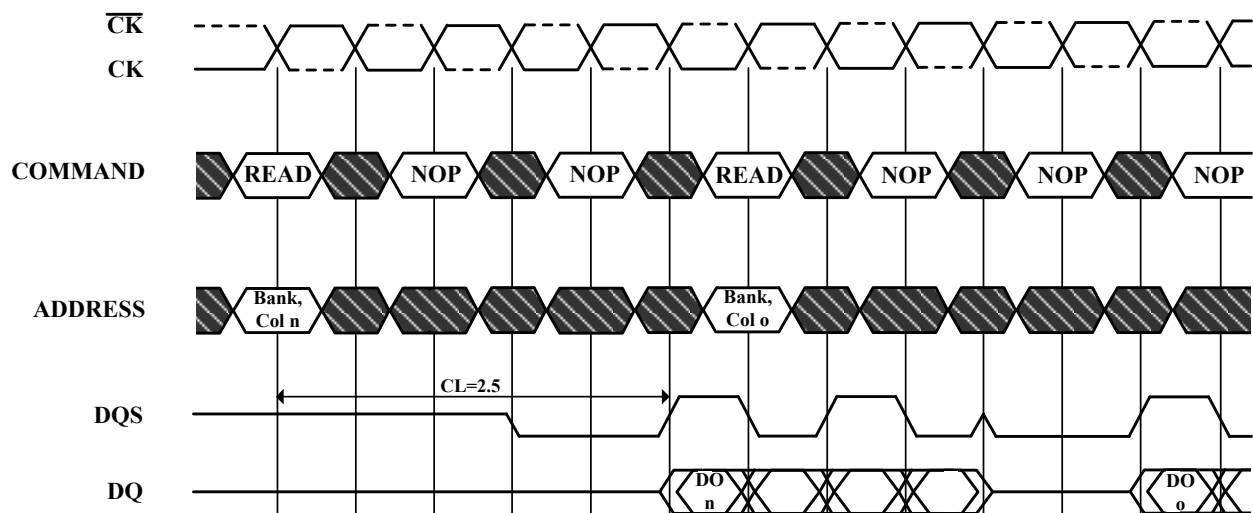 CK
CK
COMMAND
READ NOP NOP READ NOP NOP NOP
ADDRESS
Bank,
Col n
Bank,
Col o
CL=2.5
DQS
DQ
DO
n
DO
o